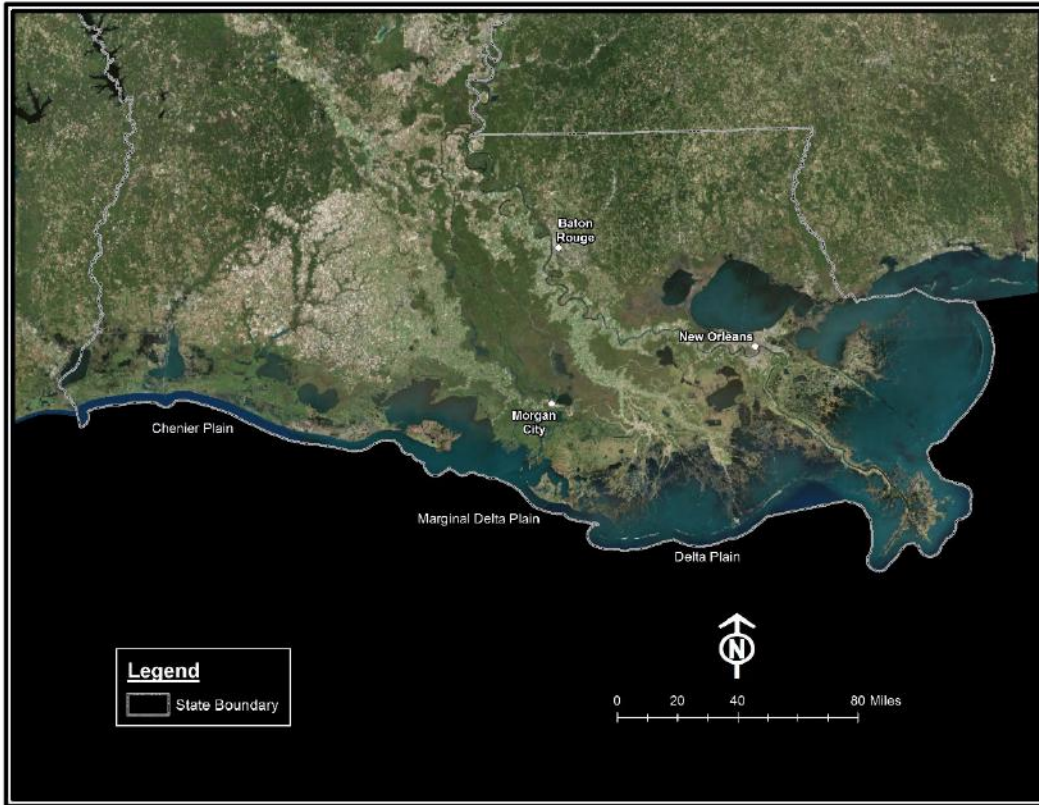 Baton
Rouge
New Orleans
Morgan
City
Chenier Plain
Marginal Delta Plain
Delta Plain
N
Legend
State Boundary
0 20 40 80 Miles